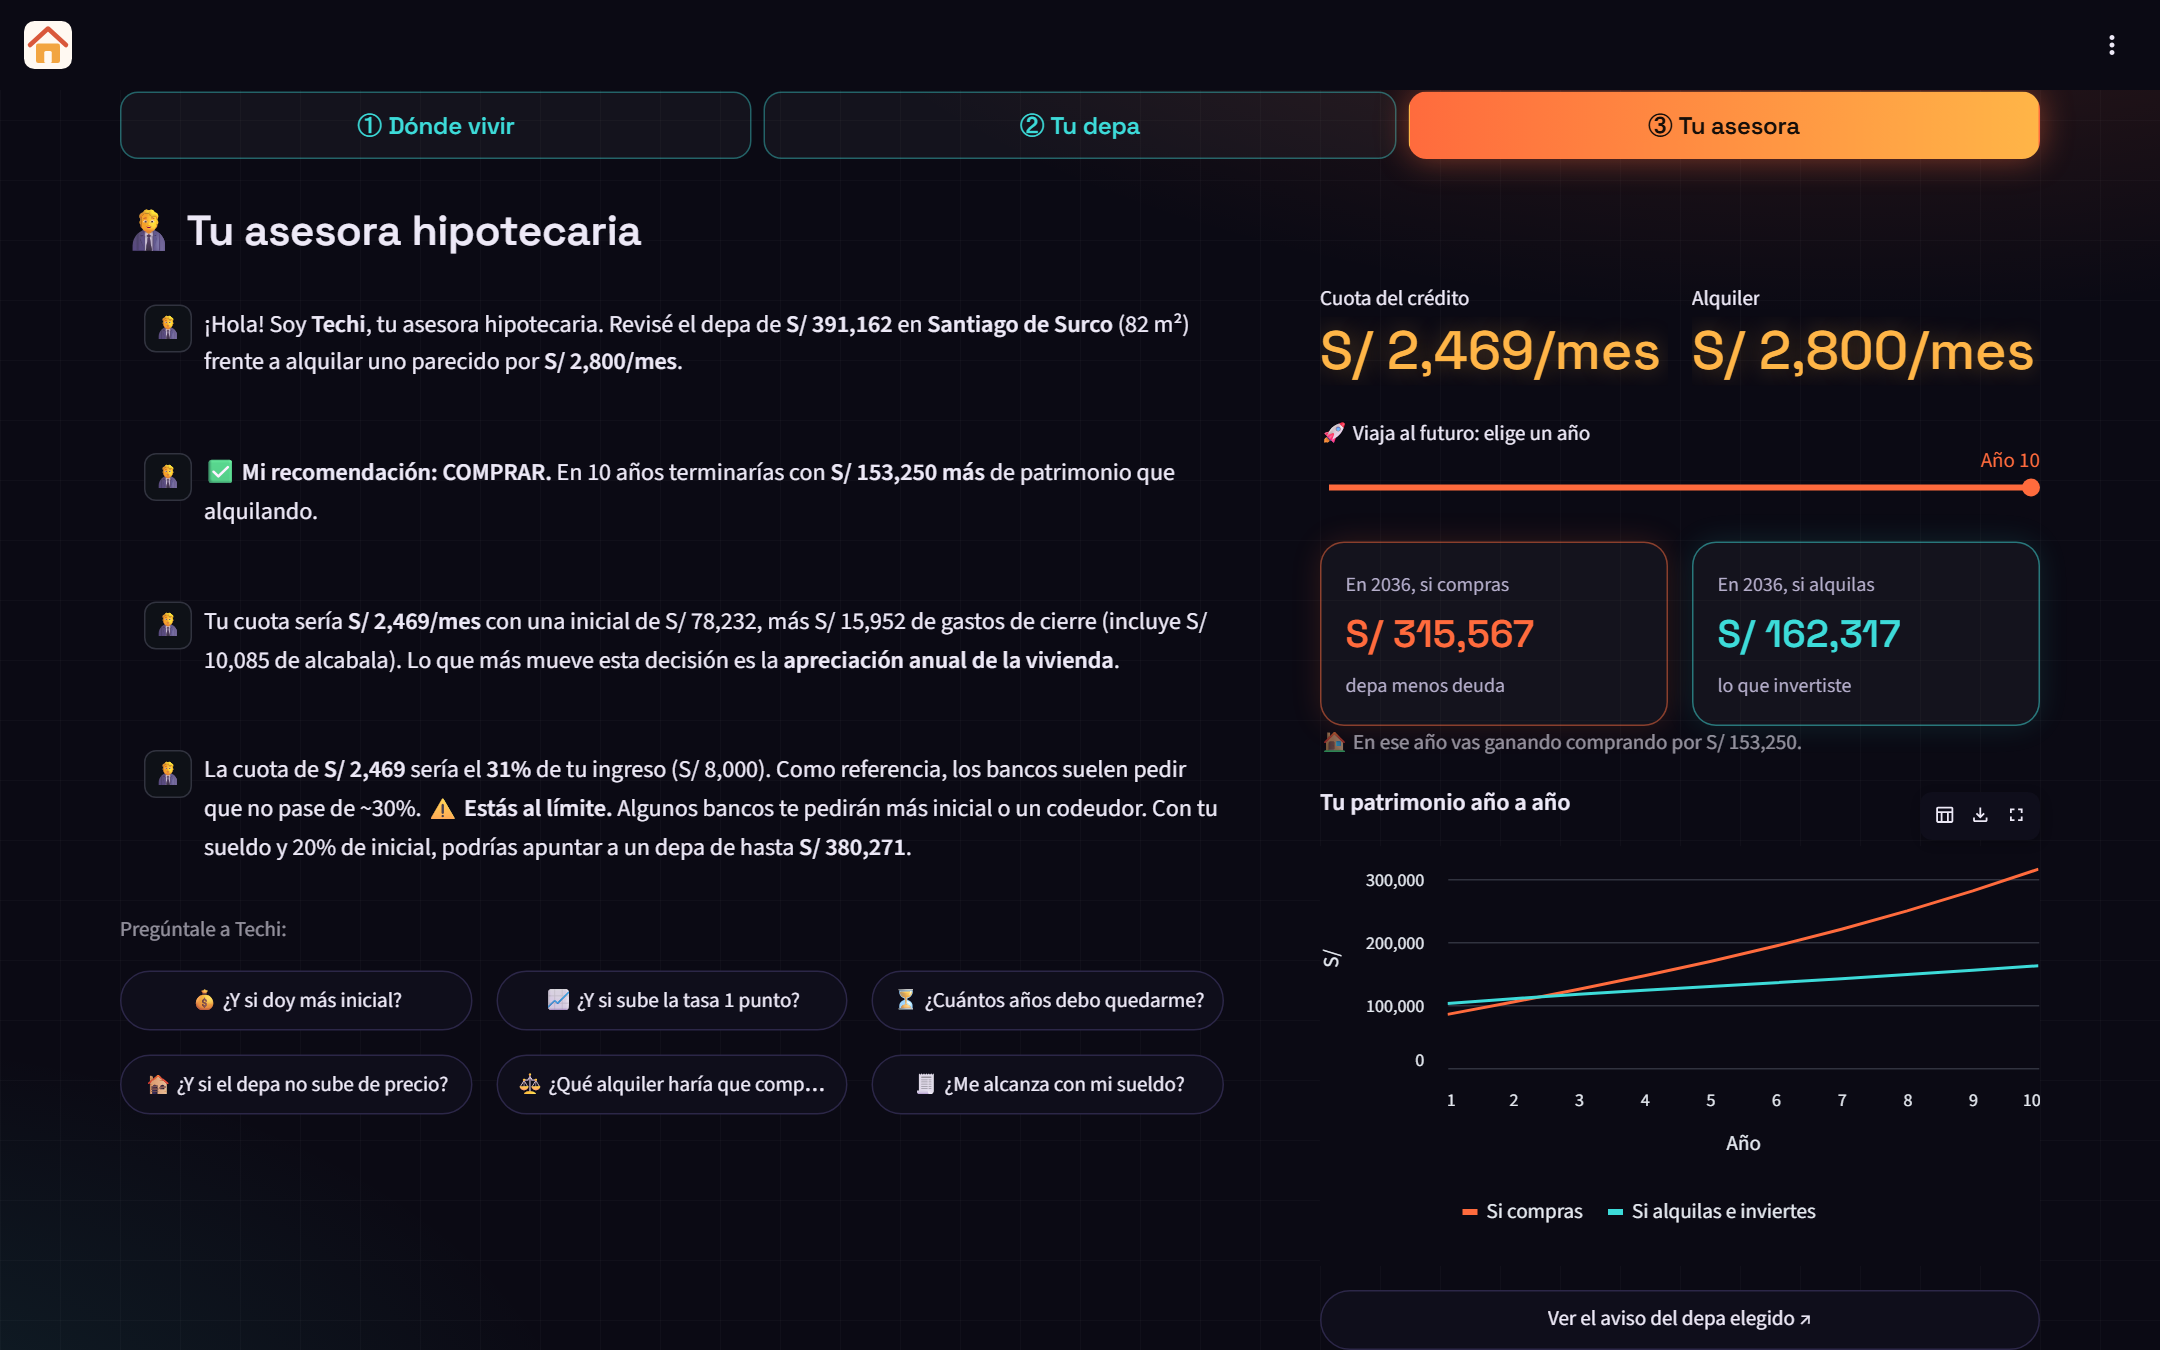 ① Dónde vivir
② Tu depa
③ Tu asesora
Tu asesora hipotecaria
¡Hola! Soy Techi, tu asesora hipotecaria. Revisé el depa de S/ 391,162 en Santiago de Surco (82 m²)
frente a alquilar uno parecido por S/ 2,800/mes.
✅ Mi recomendación: COMPRAR. En 10 años terminarías con S/ 153,250 más de patrimonio que
alquilando.
Tu cuota sería S/ 2,469/mes con una inicial de S/ 78,232, más S/ 15,952 de gastos de cierre (incluye S/
10,085 de alcabala). Lo que más mueve esta decisión es la apreciación anual de la vivienda.
La cuota de S/ 2,469 sería el 31% de tu ingreso (S/ 8,000). Como referencia, los bancos suelen pedir
que no pase de ~30%. ⚠️ Estás al límite. Algunos bancos te pedirán más inicial o un codeudor. Con tu
sueldo y 20% de inicial, podrías apuntar a un depa de hasta S/ 380,271.
Pregúntale a Techi:
💰 ¿Y si doy más inicial?
📈 ¿Y si sube la tasa 1 punto?
⏳ ¿Cuántos años debo quedarme?
🏠 ¿Y si el depa no sube de precio?
⚖️ ¿Qué alquiler haría que comp...
🧾 ¿Me alcanza con mi sueldo?
Cuota del crédito
S/ 2,469/mes
Alquiler
S/ 2,800/mes
🚀 Viaja al futuro: elige un año
Año 10
En 2036, si compras
S/ 315,567
depa menos deuda
En 2036, si alquilas
S/ 162,317
lo que invertiste
🏠 En ese año vas ganando comprando por S/ 153,250.
Tu patrimonio año a año
300,000
200,000
100,000
0
S/
1 2 3 4 5 6 7 8 9 10
Año
Si compras
Si alquilas e inviertes
Ver el aviso del depa elegido ↗